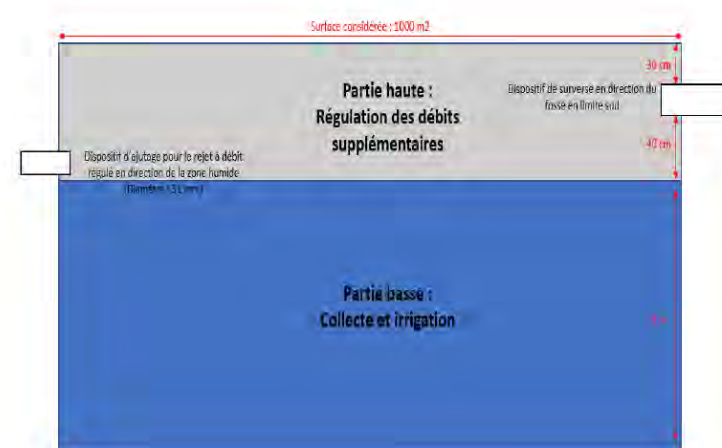 Surface considérée : 1000 m2
30 cm
Partie haute :
Régulation des débits
supplémentaires
Dispositif de surverse en direction du
fossé en limite sud
40 cm
Dispositif d'ajutage pour le rejet à débit
régulé en direction de la zone humide
Partie basse :
Collecte et irrigation